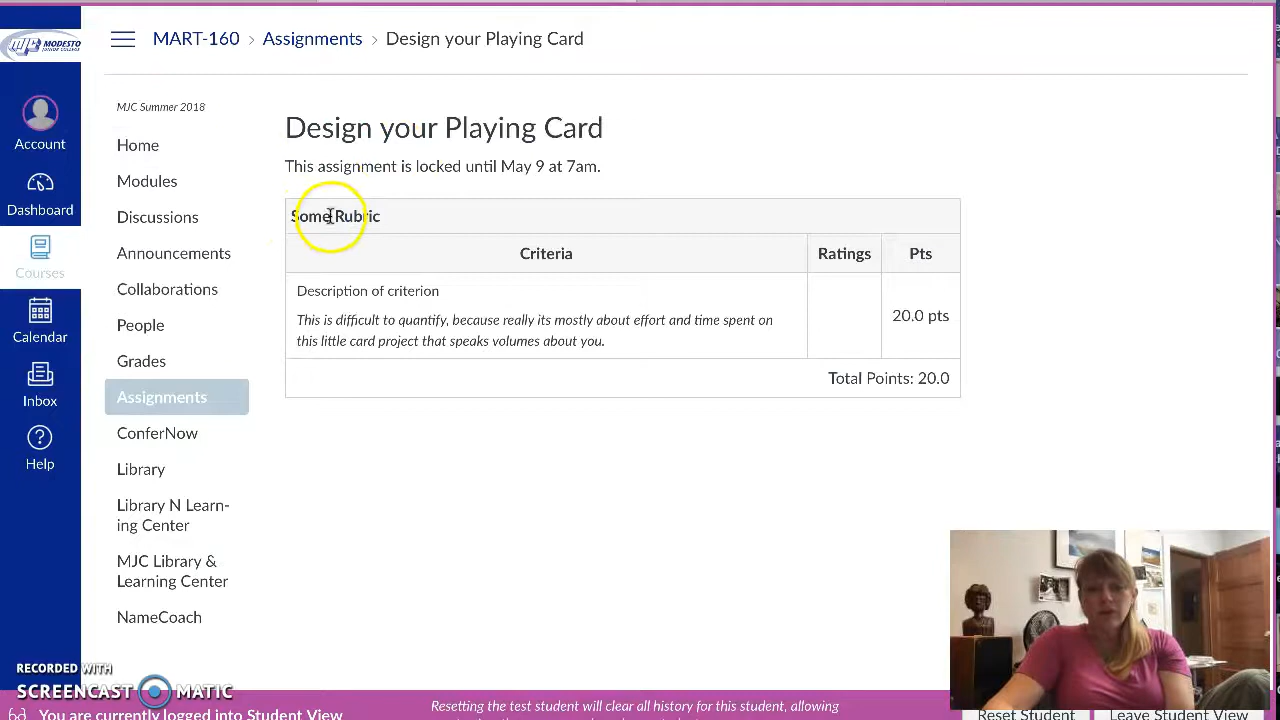 MJC MODESTO
JUNIOR COLLEGE
MART-160 > Assignments > Design your Playing Card
Account
Dashboard
Courses
Calendar
Inbox
Help
MJC Summer 2018
Home
Modules
Discussions
Announcements
Collaborations
People
Grades
Assignments
ConferNow
Library
Library N Learn-
ing Center
MJC Library &
Learning Center
NameCoach
Design your Playing Card
This assignment is locked until May 9 at 7am.
Some Rubric
Criteria Ratings Pts
Description of criterion
This is difficult to quantify, because really its mostly about effort and time spent on
this little card project that speaks volumes about you.
20.0 pts
Total Points: 20.0
RECORDED WITH
SCREENCAST MATIC
You are currently logged into Student View
Resetting the test student will clear all history for this student, allowing
Reset Student Leave Student View